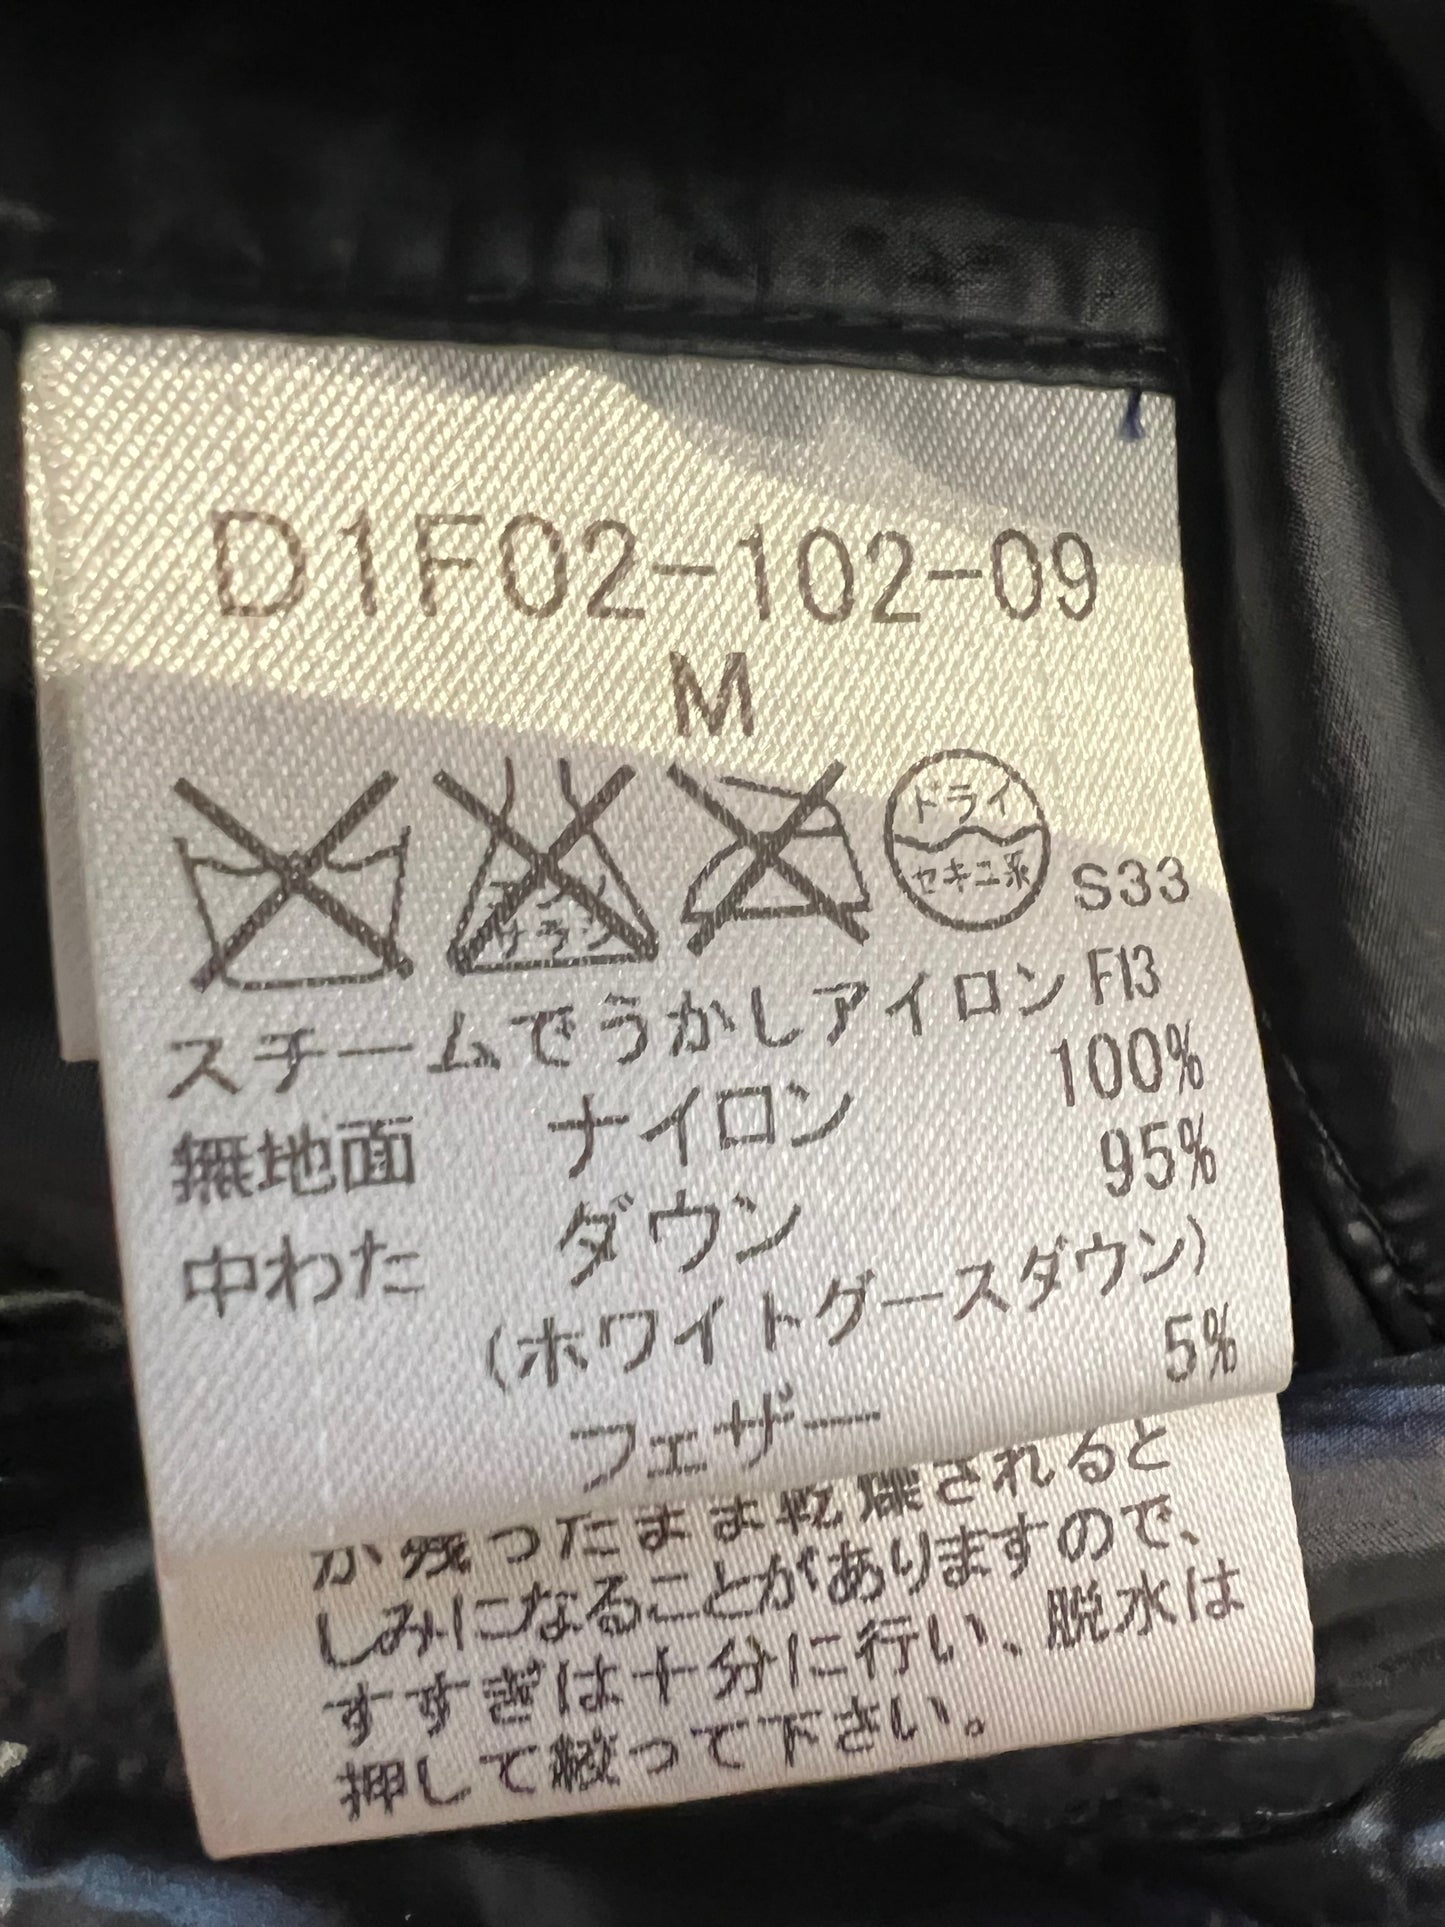 D1F02-102-09
M
ドライ
セキユ系
S33
スチームでうかしアイロン F13
無地面 ナイロン 100%
中わた ダウン 95%
(ホワイトグースダウン)
フェザー 5%
が残ったまま乾燥されると
しみになることがありますので、
すすぎは十分に行い、脱水は
押して絞って下さい。